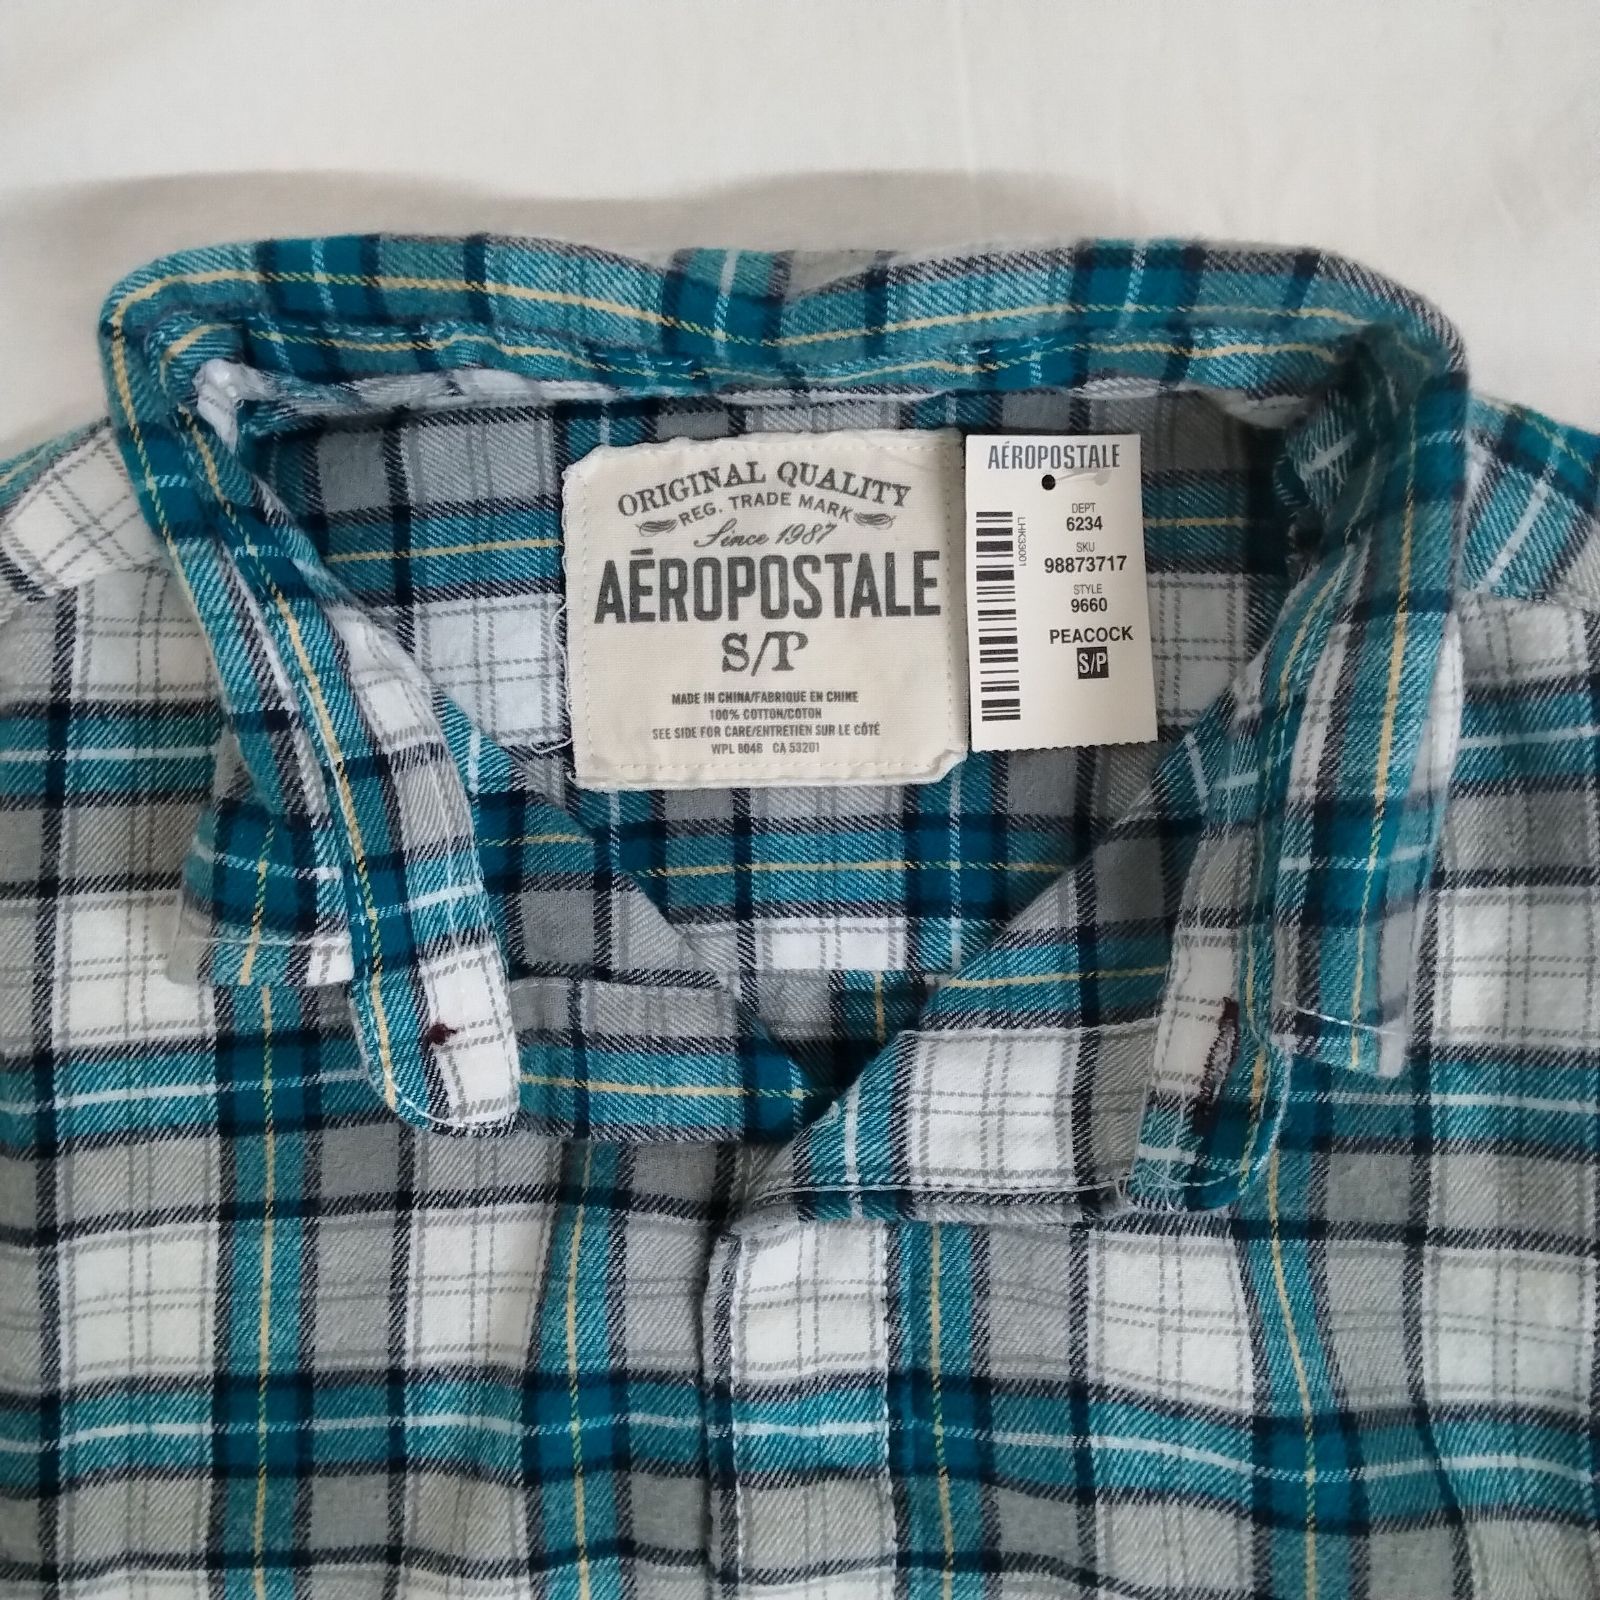 ORIGINAL QUALITY
REG. TRADE MARK
Since 1987
AÉROPOSTALE
S/P
MADE IN CHINA/FABRIQUE EN CHINE
100% COTTON/COTON
SEE SIDE FOR CARE/ENTRETIEN SUR LE CÔTÉ
WPL 8046 CA 53201
AÉROPOSTALE
DEPT
6234
SKU
98873717
STYLE
9660
PEACOCK
S/P
LHK33001